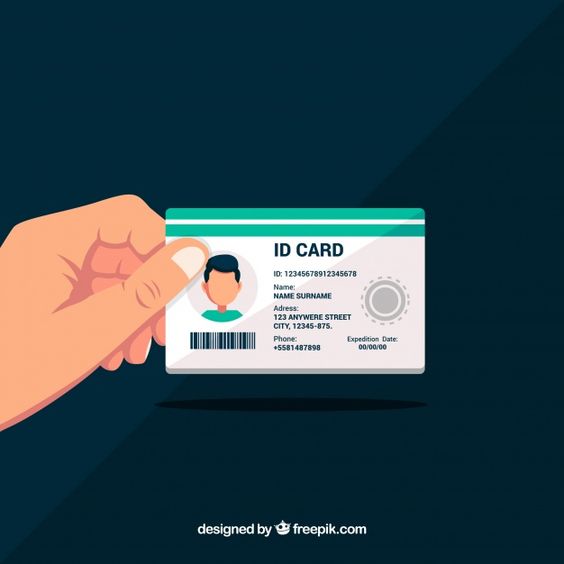 ID CARD
ID: 12345678912345678
Name:
NAME SURNAME
Adress:
123 ANYWERE STREET
CITY, 12345-875.
Phone:
+5581487898
Expedition Date:
00/00/00
designed by freepik.com